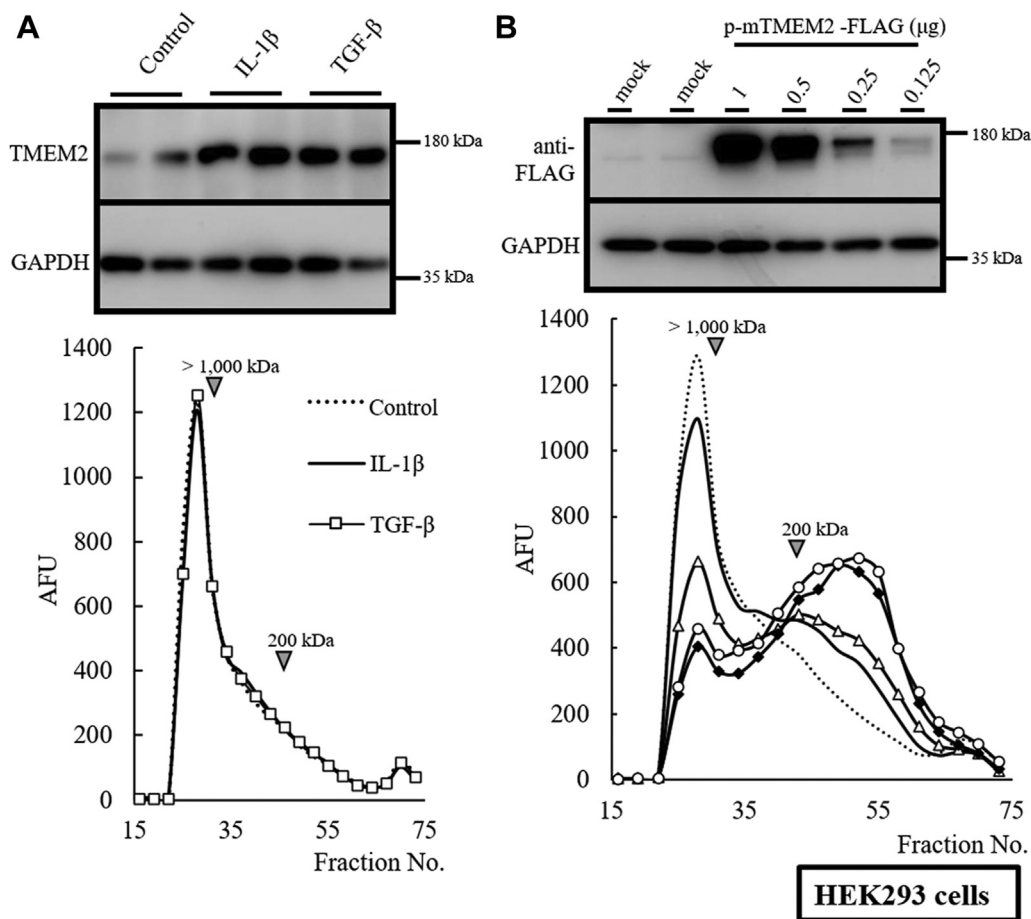 A
Control
IL-1β
TGF-β
TMEM2
180 kDa
GAPDH
35 kDa
1400
1200
1000
800
600
400
200
0
AFU
> 1,000 kDa
200 kDa
Control
IL-1β
TGF-β
15
35
55
75
Fraction No.
B
p-mTMEM2 -FLAG (μg)
mock
mock
1
0.5
0.25
0.125
anti-
FLAG
180 kDa
GAPDH
35 kDa
1400
1200
1000
800
600
400
200
0
AFU
> 1,000 kDa
200 kDa
15
35
55
75
Fraction No.
HEK293 cells